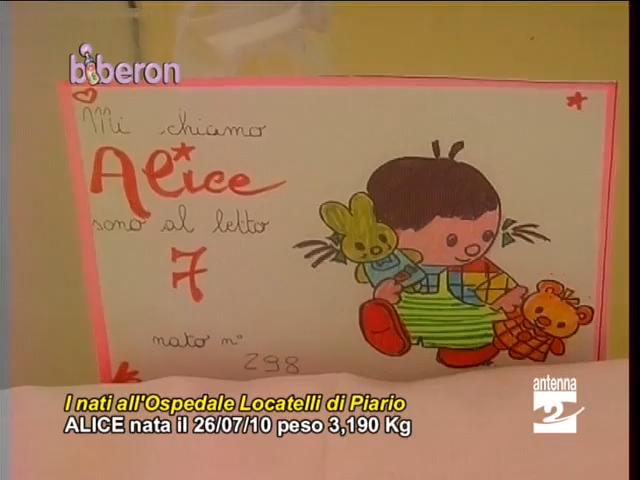 biberon
Mi chiamo
Alice
sono al letto
7
nato n°
298
I nati all'Ospedale Locatelli di Piario
ALICE nata il 26/07/10 peso 3,190 Kg
antenna
2